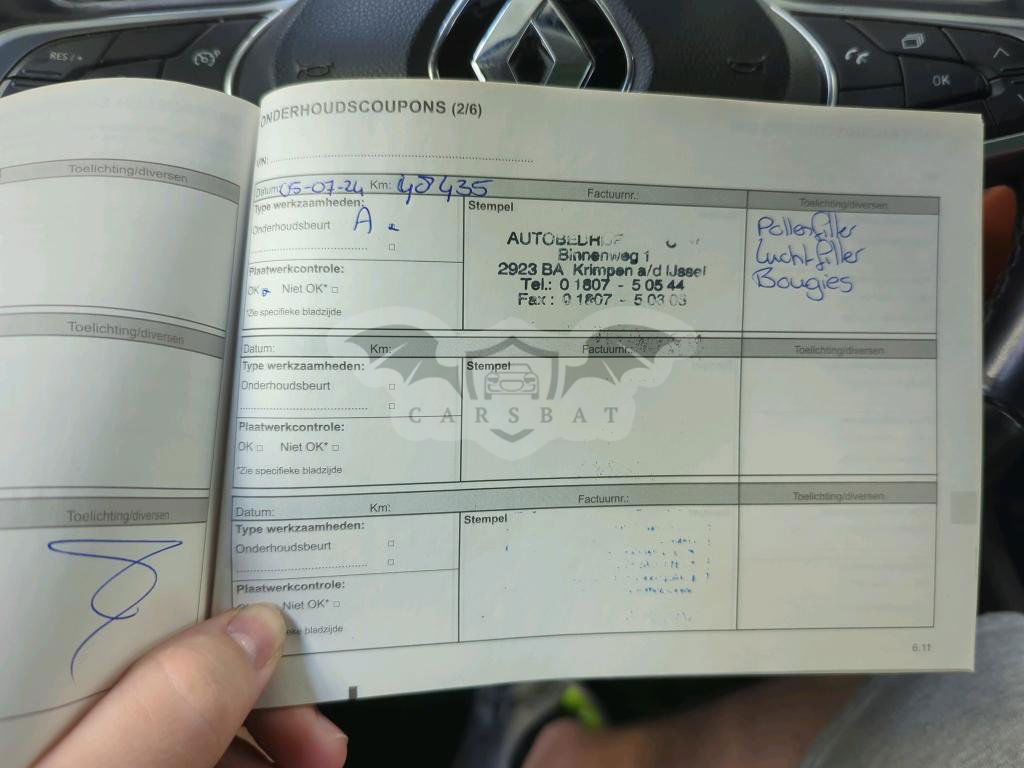 RES/+
OK
ONDERHOUDSCOUPONS (2/6)
VIN:
Toelichting/diversen
Datum: 05-07-24 Km: 48435 Factuurnr.: Toelichting/diversen
Type werkzaamheden:
Onderhoudsbeurt A
Plaatwerkcontrole:
OK Niet OK*
*Zie specifieke bladzijde
Stempel
Binnenweg 1
2923 BA Krimpen a/d IJssel
Tel.: 0 1807 - 5 05 44
Fax: 0 1807 - 5 03 03
Pollenfilter
Luchtfilter
Bougies
Toelichting/diversen
Datum: Km: Factuurnr.: Toelichting/diversen
Type werkzaamheden:
Onderhoudsbeurt
Plaatwerkcontrole:
OK Niet OK*
*Zie specifieke bladzijde
Stempel
CARSBAT
Toelichting/diversen
Datum: Km: Factuurnr.: Toelichting/diversen
Type werkzaamheden:
Onderhoudsbeurt
Plaatwerkcontrole:
Niet OK*
bladzijde
Stempel
6.11